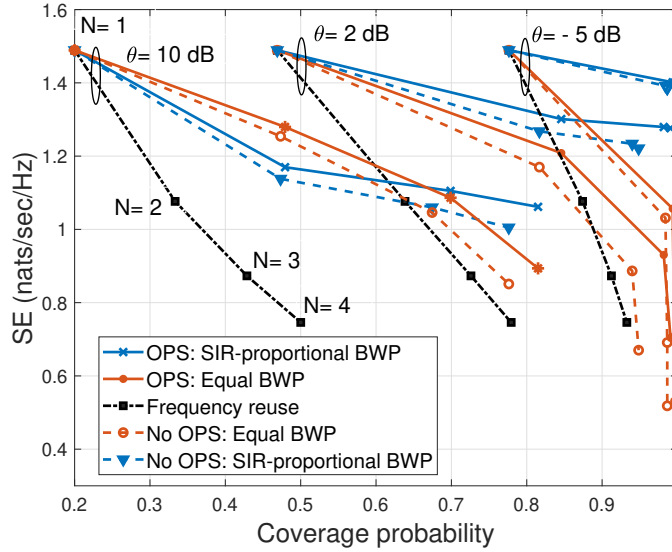 1.6
1.4
1.2
1
0.8
0.6
0.4
SE (nats/sec/Hz)
N= 1
θ= 10 dB
θ= 2 dB
θ= - 5 dB
N= 2
N= 3
N= 4
OPS: SIR-proportional BWP
OPS: Equal BWP
Frequency reuse
No OPS: Equal BWP
No OPS: SIR-proportional BWP
0.2 0.3 0.4 0.5 0.6 0.7 0.8 0.9
Coverage probability